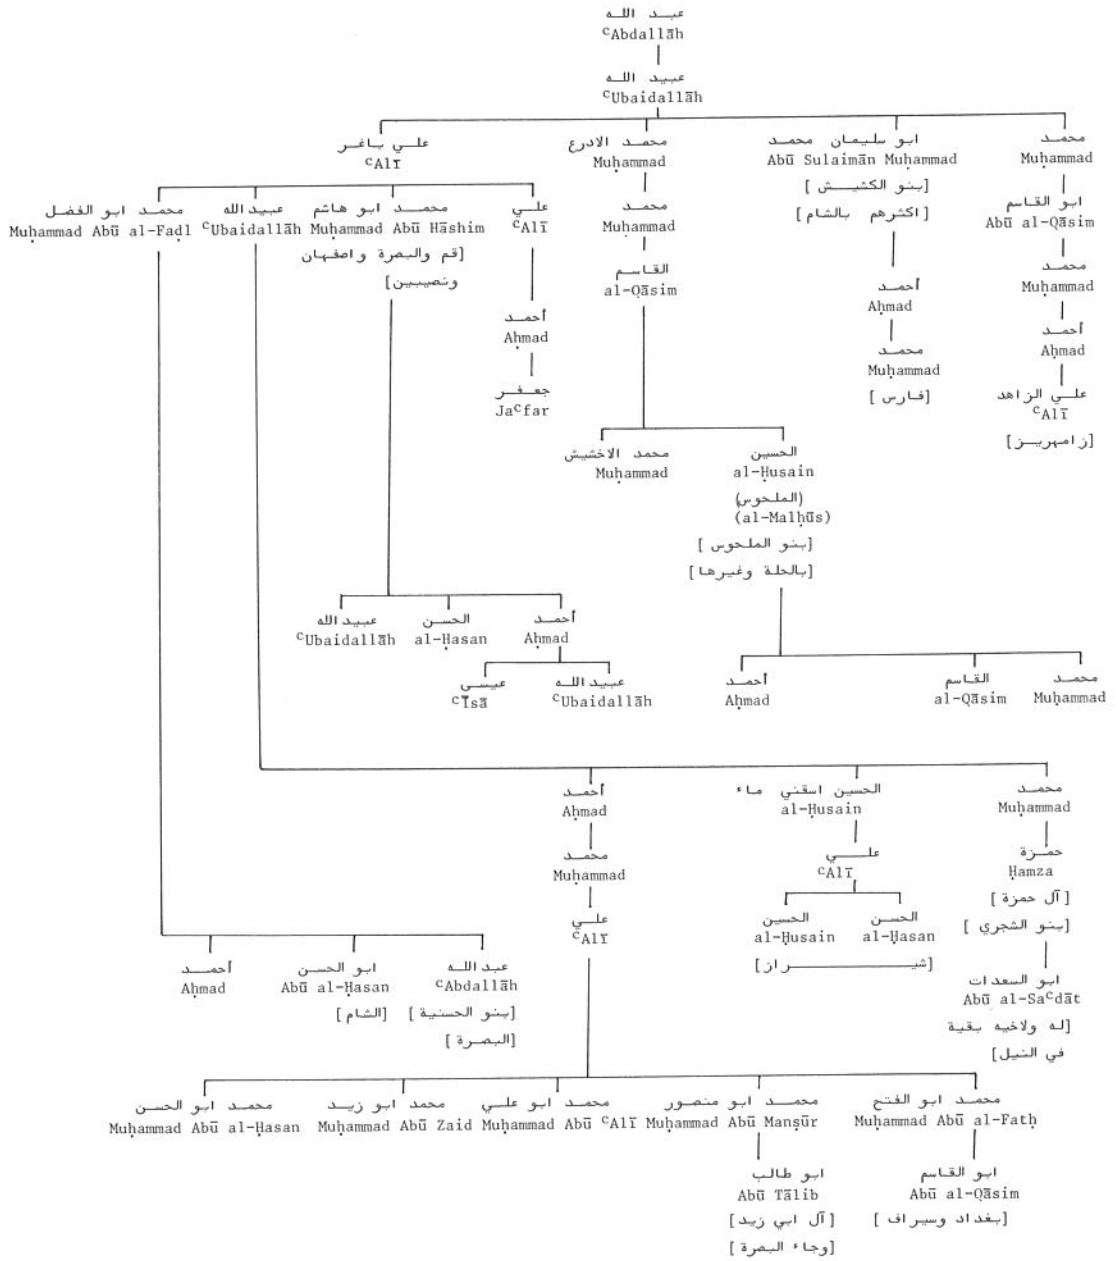 عبد الله
ᶜAbdallāh
عبيد الله
ᶜUbaidallāh
علي باغر
ᶜAlī
محمد الادرع
Muḥammad
ابو سليمان محمد
Abū Sulaimān Muḥammad
[بنو الكشيش]
[اكثرهم بالشام]
محمد
Muḥammad
محمد ابو الفضل
Muḥammad Abū al-Faḍl
عبيد الله
ᶜUbaidallāh
محمد ابو هاشم
Muḥammad Abū Hāshim
[قم والبصرة واصفهان
ونصيبين]
علي
ᶜAlī
محمد
Muḥammad
ابو القاسم
Abū al-Qāsim
القاسم
al-Qāsim
أحمد
Aḥmad
محمد
Muḥammad
أحمد
Aḥmad
محمد
Muḥammad
[فارس]
أحمد
Aḥmad
جعفر
Jaᶜfar
علي الزاهد
ᶜAlī
[زامهريز]
محمد الاخشيش
Muḥammad
الحسين
al-Ḥusain
(الملحوس)
(al-Malḥūs)
[بنو الملحوس]
[بالحلة وغيرها]
عبيد الله
ᶜUbaidallāh
الحسن
al-Ḥasan
أحمد
Aḥmad
عيسى
ᶜĪsā
عبيد الله
ᶜUbaidallāh
أحمد
Aḥmad
القاسم
al-Qāsim
محمد
Muḥammad
أحمد
Aḥmad
الحسين اسقني ماء
al-Ḥusain
محمد
Muḥammad
محمد
Muḥammad
علي
ᶜAlī
حمزة
Ḥamza
[آل حمزة]
[بنو الشجري]
علي
ᶜAlī
الحسين
al-Ḥusain
الحسن
al-Ḥasan
[شيراز]
أحمد
Aḥmad
ابو الحسن
Abū al-Ḥasan
[الشام]
عبد الله
ᶜAbdallāh
[بنو الحسنية]
[البصرة]
ابو السعدات
Abū al-Saᶜdāt
[له ولاخيه بقية
في النيل]
محمد ابو الحسن
Muḥammad Abū al-Ḥasan
محمد ابو زيد
Muḥammad Abū Zaid
محمد ابو علي
Muḥammad Abū ᶜAlī
محمد ابو منصور
Muḥammad Abū Manṣūr
محمد ابو الفتح
Muḥammad Abū al-Fatḥ
ابو طالب
Abū Ṭālib
[آل ابي زيد]
[وجاء البصرة]
ابو القاسم
Abū al-Qāsim
[بغداد وسيراف]